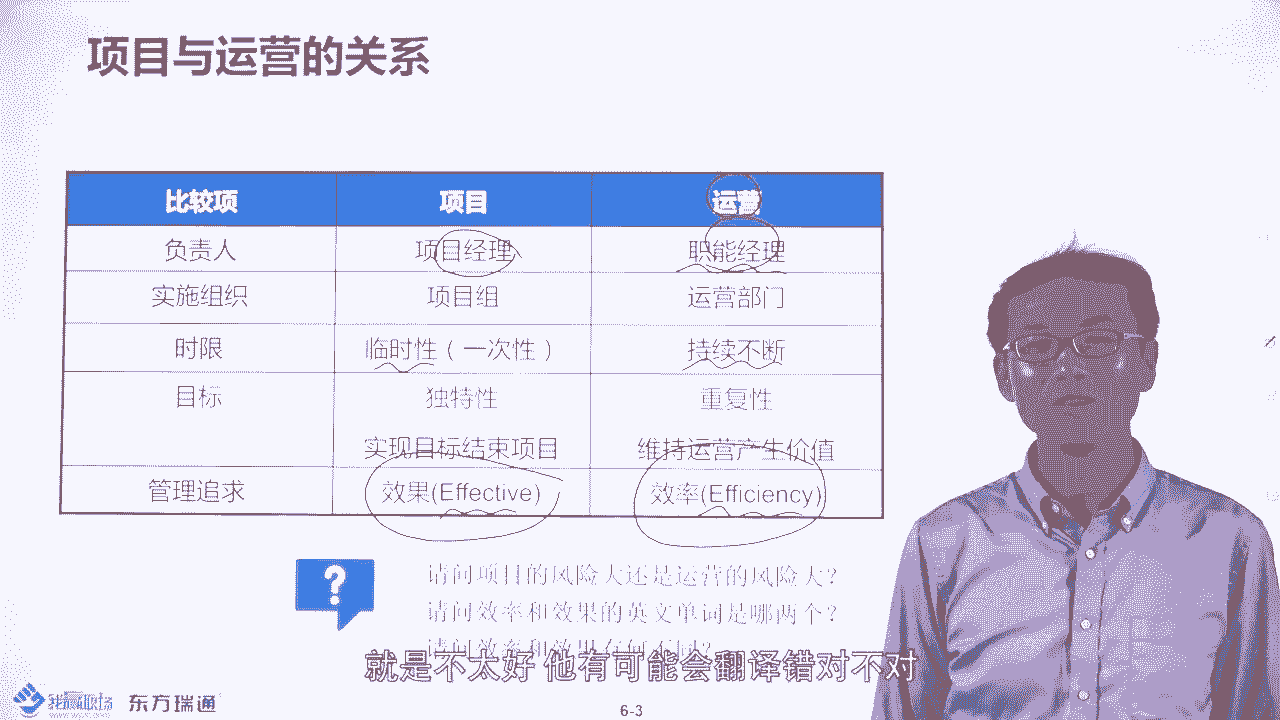 项目与运营的关系
比较项 项目 运营
负责人 项目经理 职能经理
实施组织 项目组 运营部门
时限 临时性（一次性） 持续不断
目标 独特性 重复性
实现目标结束项目 维持运营产生价值
管理追求 效果(Effective) 效率(Efficiency)
?
请问项目的风险大还是运营的风险大?
请问效率和效果的英文单词是哪两个?
请问效率和效果有何不同?
就是不太好 他有可能会翻译错对不对
东方瑞通
6-3